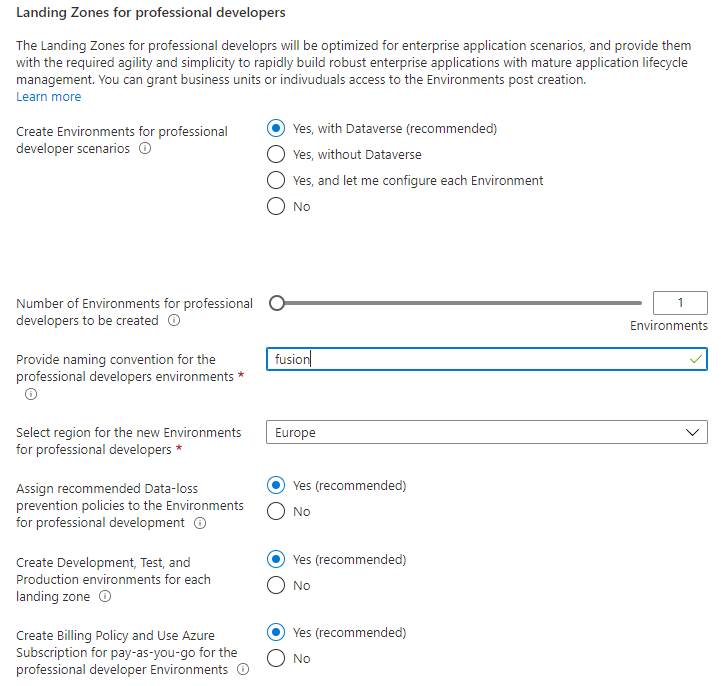 Landing Zones for professional developers
The Landing Zones for professional developrs will be optimized for enterprise application scenarios, and provide them
with the required agility and simplicity to rapidly build robust enterprise applications with mature application lifecycle
management. You can grant business units or indivuduals access to the Environments post creation.
Learn more
Create Environments for professional
developer scenarios
Yes, with Dataverse (recommended)
Yes, without Dataverse
Yes, and let me configure each Environment
No
Number of Environments for professional
developers to be created
1
Environments
Provide naming convention for the
professional developers environments *
fusion
Select region for the new Environments
for professional developers *
Europe
Assign recommended Data-loss
prevention policies to the Environments
for professional development
Yes (recommended)
No
Create Development, Test, and
Production environments for each
landing zone
Yes (recommended)
No
Create Billing Policy and Use Azure
Subscription for pay-as-you-go for the
professional developer Environments
Yes (recommended)
No